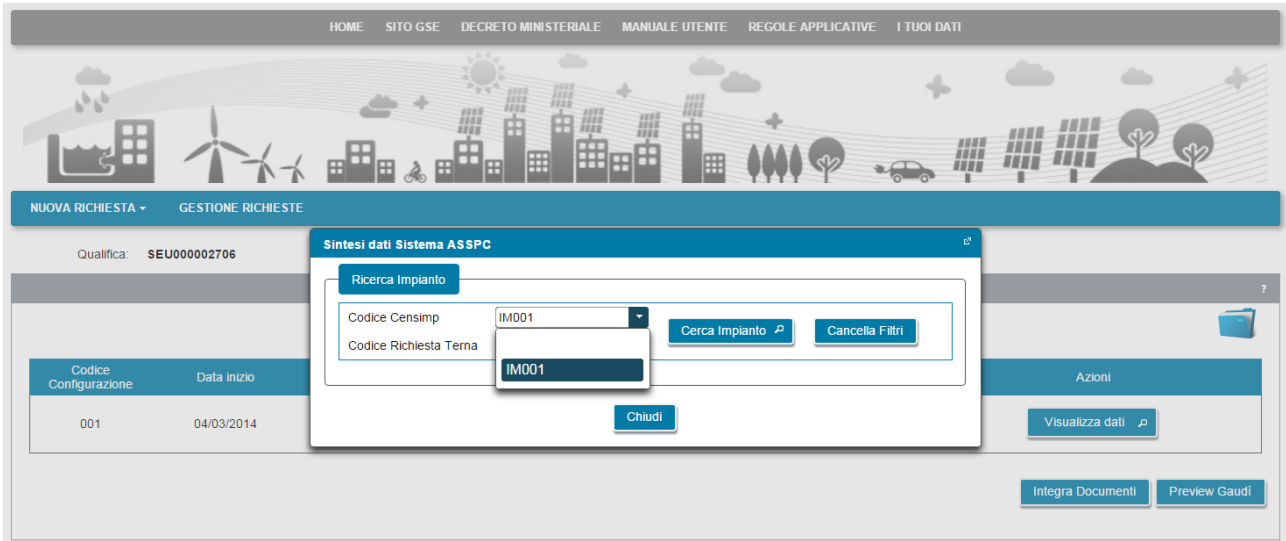 HOME SITO GSE DECRETO MINISTERIALE MANUALE UTENTE REGOLE APPLICATIVE I TUOI DATI
NUOVA RICHIESTA GESTIONE RICHIESTE
Qualifica: SEU000002706
Sintesi dati Sistema ASSPC
?
Ricerca Impianto
Codice Censimp IM001 Cerca Impianto Cancella Filtri
Codice Richiesta Terna
IM001
Chiudi
Codice Configurazione Data inizio Azioni
001 04/03/2014 Visualizza dati
Integra Documenti Preview Gaudì